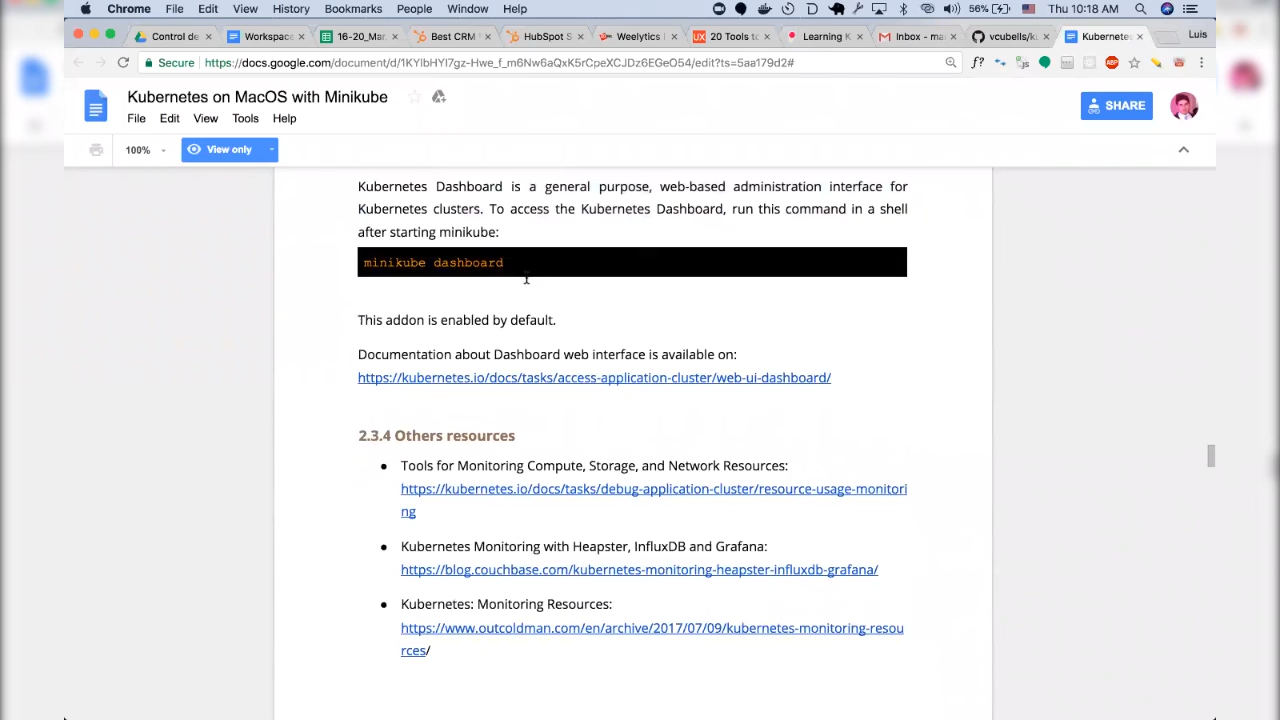 Chrome File Edit View History Bookmarks People Window Help 56% Thu 10:18 AM
Control de Workspace 16-20_Mar. Best CRM HubSpot S Weelytics 20 Tools to Learning K Inbox - ma vcubells/ku Kubernetes Luis
Secure https://docs.google.com/document/d/1KYlbHYl7gz-Hwe_f_m6Nw6aQxK5rCpeXCJDz6EGeO54/edit?ts=5aa179d2#
Kubernetes on MacOS with Minikube
SHARE
File Edit View Tools Help
100% View only
Kubernetes Dashboard is a general purpose, web-based administration interface for
Kubernetes clusters. To access the Kubernetes Dashboard, run this command in a shell
after starting minikube:
minikube dashboard
This addon is enabled by default.
Documentation about Dashboard web interface is available on:
https://kubernetes.io/docs/tasks/access-application-cluster/web-ui-dashboard/
2.3.4 Others resources
● Tools for Monitoring Compute, Storage, and Network Resources:
https://kubernetes.io/docs/tasks/debug-application-cluster/resource-usage-monitori
ng
● Kubernetes Monitoring with Heapster, InfluxDB and Grafana:
https://blog.couchbase.com/kubernetes-monitoring-heapster-influxdb-grafana/
● Kubernetes: Monitoring Resources:
https://www.outcoldman.com/en/archive/2017/07/09/kubernetes-monitoring-resou
rces/